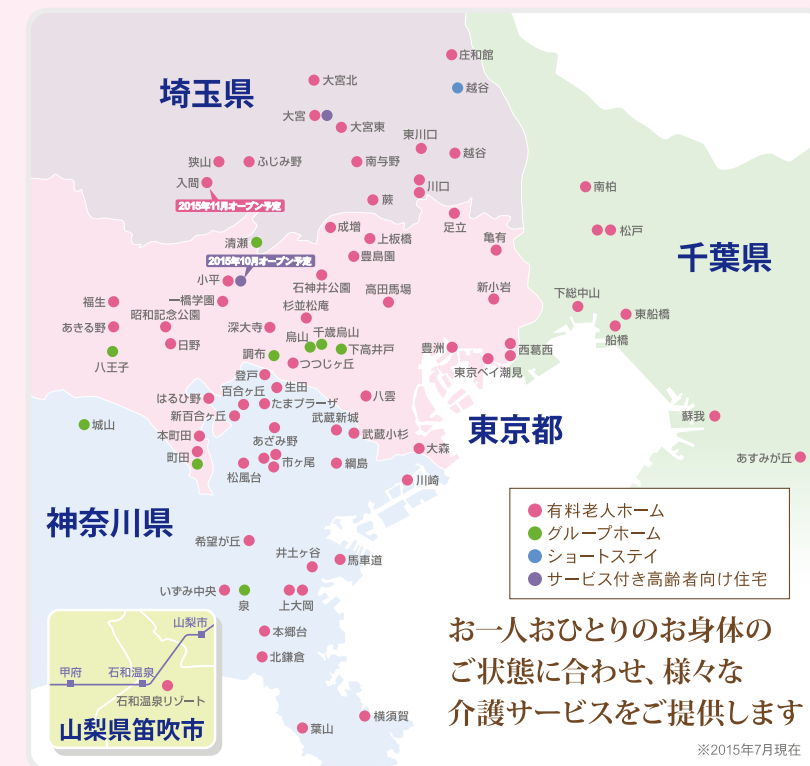 埼玉県
庄和館
大宮北
越谷
大宮
大宮東
東川口
越谷
狭山
ふじみ野
南与野
入間
川口
2015年11月オープン予定
蕨
南柏
足立
成増
上板橋
亀有
松戸
清瀬
豊島園
千葉県
2015年10月オープン予定
小平
石神井公園
高田馬場
新小岩
下総中山
福生
一橋学園
昭和記念公園
杉並松庵
東船橋
あきる野
深大寺
烏山
千歳烏山
船橋
日野
調布
下高井戸
豊洲
西葛西
八王子
つつじヶ丘
東京ベイ潮見
登戸
生田
百合ヶ丘
はるひ野
たまプラーザ
八雲
新百合ヶ丘
武蔵新城
蘇我
城山
本町田
あざみ野
武蔵小杉
東京都
町田
市ヶ尾
綱島
大森
あすみが丘
松風台
川崎
神奈川県
有料老人ホーム
グループホーム
ショートステイ
サービス付き高齢者向け住宅
希望が丘
井土ヶ谷
馬車道
いずみ中央
泉
上大岡
本郷台
北鎌倉
横須賀
葉山
山梨市
甲府
石和温泉
石和温泉リゾート
山梨県笛吹市
お一人おひとりのお身体の
ご状態に合わせ、様々な
介護サービスをご提供します
※2015年7月現在